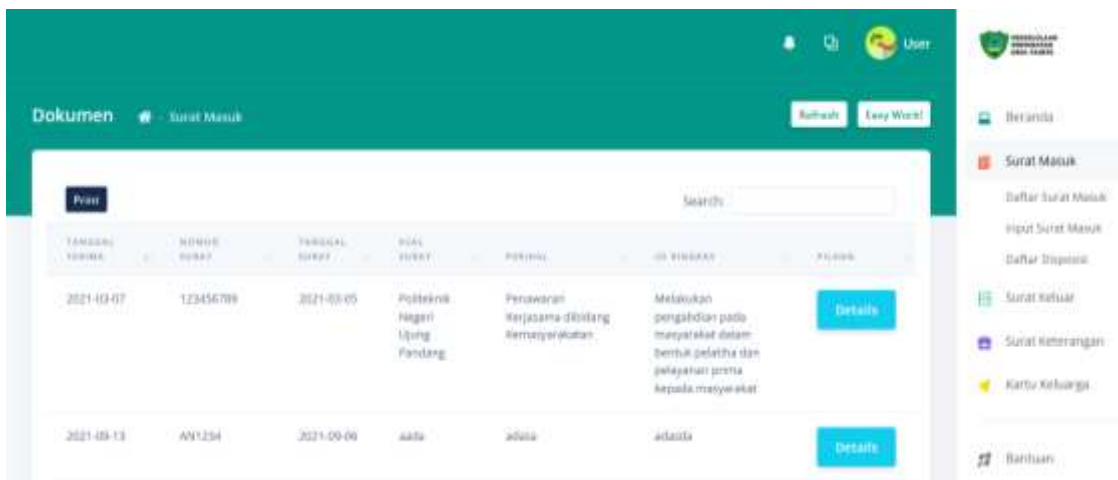 User
Dokumen - Surat Masuk
Refresh
Easy Work!
Print
Search:
TANGGAL TERIMA
NOMOR SURAT
TANGGAL SURAT
ASAL SURAT
PERIHAL
ISI RINGKAS
PILIHAN
2021-03-07
123456789
2021-03-05
Politeknik
Negeri
Ujung
Pandang
Penawaran
Kerjasama dibidang
Kemasyarakatan
Melakukan
pengabdian pada
masyarakat dalam
bentuk pelatiha dan
pelayanan prima
kepada masyarakat
Details
2021-09-13
AN1234
2021-09-06
aada
adasa
adasda
Details
Beranda
Surat Masuk
Daftar Surat Masuk
Input Surat Masuk
Daftar Disposisi
Surat Keluar
Surat Keterangan
Kartu Keluarga
Bantuan